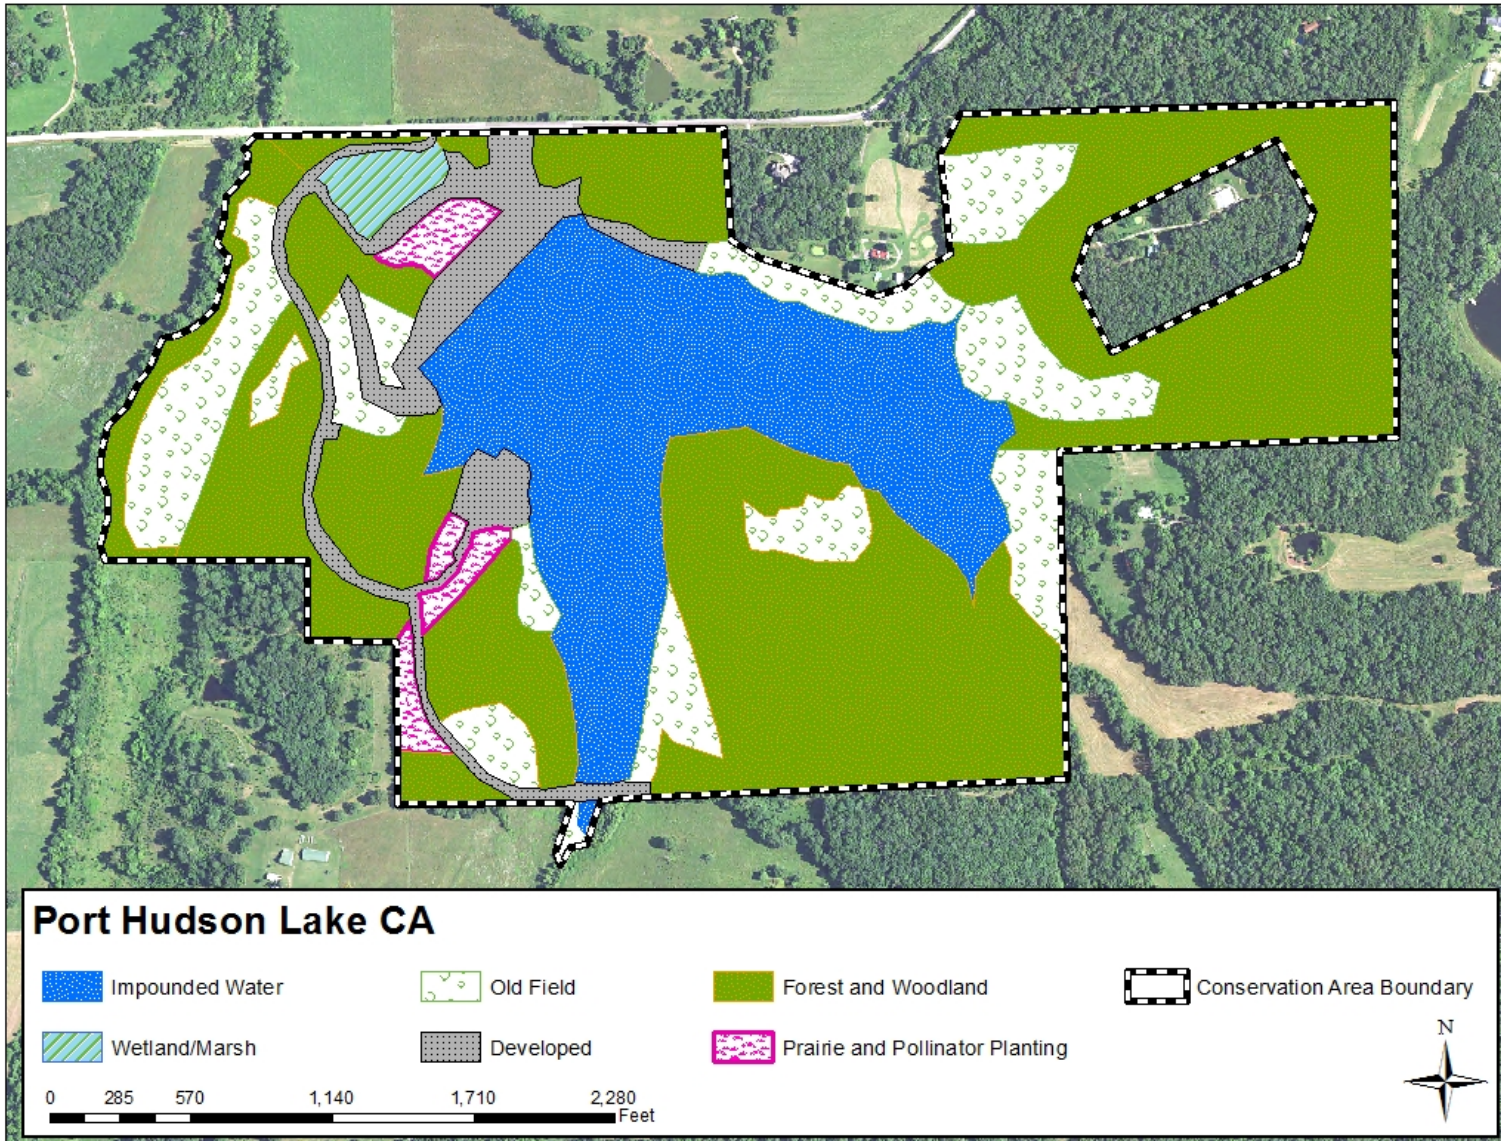 Port Hudson Lake CA
Impounded Water
Old Field
Forest and Woodland
Conservation Area Boundary
Wetland/Marsh
Developed
Prairie and Pollinator Planting
N
0 285 570 1,140 1,710 2,280
Feet